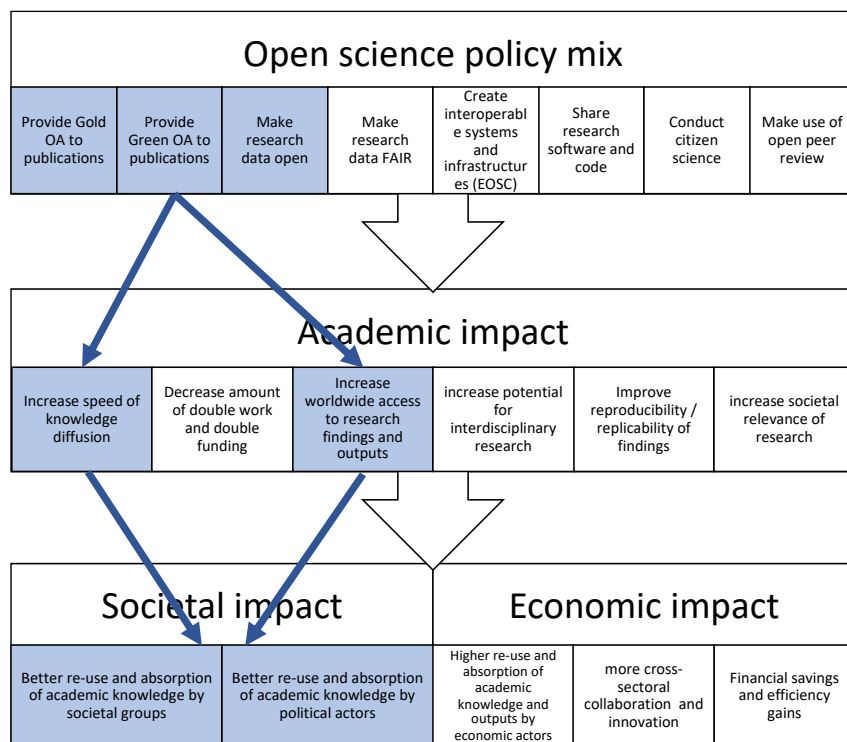 Open science policy mix
Provide Gold
OA to
publications
Provide
Green OA to
publications
Make
research
data open
Make
research
data FAIR
Create
interoperabl
e systems
and
infrastructur
es (EOSC)
Share
research
software and
code
Conduct
citizen
science
Make use of
open peer
review
Academic impact
Increase speed of
knowledge
diffusion
Decrease amount
of double work
and double
funding
Increase
worldwide access
to research
findings and
outputs
increase potential
for
interdisciplinary
research
Improve
reproducibility /
replicability of
findings
increase societal
relevance of
research
Societal impact
Better re-use and absorption
of academic knowledge by
societal groups
Better re-use and absorption
of academic knowledge by
political actors
Economic impact
Higher re-use and
absorption of
academic
knowledge and
outputs by
economic actors
more cross-
sectoral
collaboration and
innovation
Financial savings
and efficiency
gains